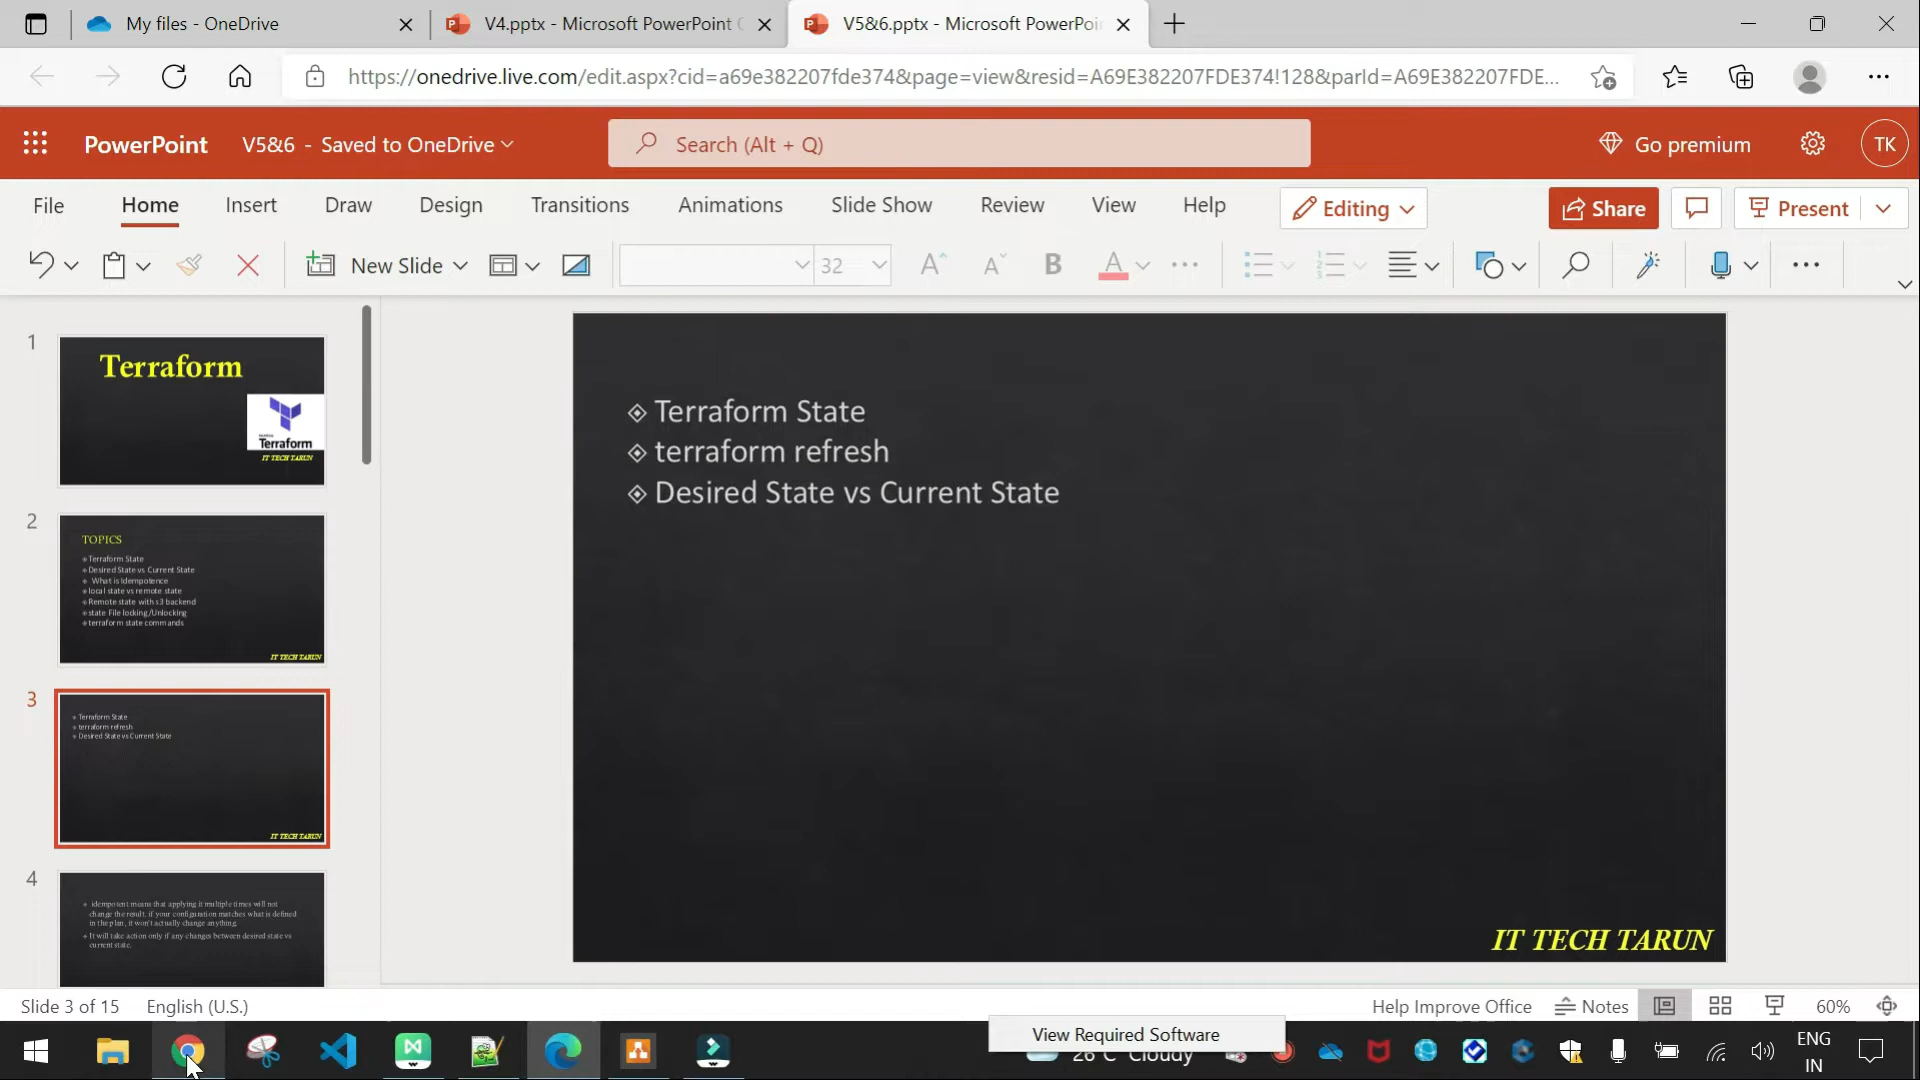 My files - OneDrive
V4.pptx - Microsoft PowerPoint
V5&6.pptx - Microsoft PowerPoi
https://onedrive.live.com/edit.aspx?cid=a69e382207fde374&page=view&resid=A69E382207FDE374!128&parId=A69E382207FDE...
PowerPoint
V5&6 - Saved to OneDrive
Search (Alt + Q)
Go premium
TK
File
Home
Insert
Draw
Design
Transitions
Animations
Slide Show
Review
View
Help
Editing
Share
Present
New Slide
32
1
Terraform
Terraform
IT TECH TARUN
2
TOPICS
Terraform State
Desired State vs Current State
What is Idempotence
local state vs remote state
Remote state with s3 backend
state File locking/Unlocking
terraform state commands
IT TECH TARUN
3
Terraform State
terraform refresh
Desired State vs Current State
IT TECH TARUN
4
idempotent means that applying it multiple times will not
change the result. if your configuration matches what is defined
in the plan, it won't actually change anything.
It will take action only if any changes between desired state vs
current state.
Terraform State
terraform refresh
Desired State vs Current State
IT TECH TARUN
Slide 3 of 15
English (U.S.)
Help Improve Office
Notes
60%
View Required Software
26°C Cloudy
ENG
IN